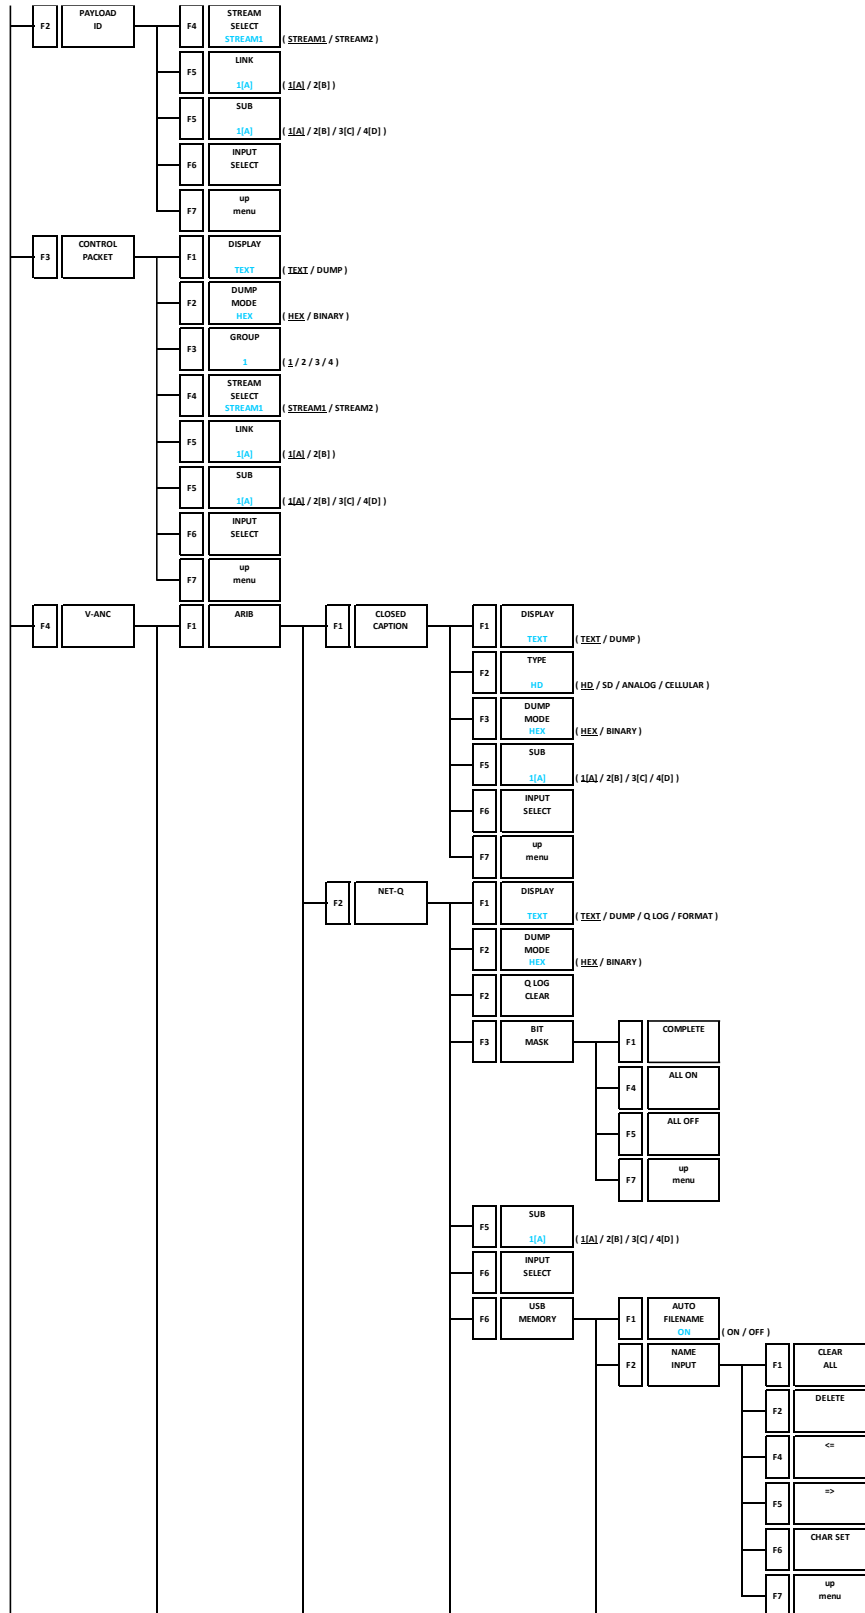 F2
PAYLOAD
ID
F4
STREAM
SELECT
STREAM1
( STREAM1 / STREAM2 )
F5
LINK
1[A]
( 1[A] / 2[B] )
F5
SUB
1[A]
( 1[A] / 2[B] / 3[C] / 4[D] )
F6
INPUT
SELECT
F7
up
menu
F3
CONTROL
PACKET
F1
DISPLAY
TEXT
( TEXT / DUMP )
F2
DUMP
MODE
HEX
( HEX / BINARY )
F3
GROUP
1
( 1 / 2 / 3 / 4 )
F4
STREAM
SELECT
STREAM1
( STREAM1 / STREAM2 )
F5
LINK
1[A]
( 1[A] / 2[B] )
F5
SUB
1[A]
( 1[A] / 2[B] / 3[C] / 4[D] )
F6
INPUT
SELECT
F7
up
menu
F4
V-ANC
F1
ARIB
F1
CLOSED
CAPTION
F1
DISPLAY
TEXT
( TEXT / DUMP )
F2
TYPE
HD
( HD / SD / ANALOG / CELLULAR )
F3
DUMP
MODE
HEX
( HEX / BINARY )
F5
SUB
1[A]
( 1[A] / 2[B] / 3[C] / 4[D] )
F6
INPUT
SELECT
F7
up
menu
F2
NET-Q
F1
DISPLAY
TEXT
( TEXT / DUMP / Q LOG / FORMAT )
F2
DUMP
MODE
HEX
( HEX / BINARY )
F2
Q LOG
CLEAR
F3
BIT
MASK
F1
COMPLETE
F4
ALL ON
F5
ALL OFF
F7
up
menu
F5
SUB
1[A]
( 1[A] / 2[B] / 3[C] / 4[D] )
F6
INPUT
SELECT
F6
USB
MEMORY
F1
AUTO
FILENAME
ON
( ON / OFF )
F2
NAME
INPUT
F1
CLEAR
ALL
F2
DELETE
F4
<=
F5
=>
F6
CHAR SET
F7
up
menu